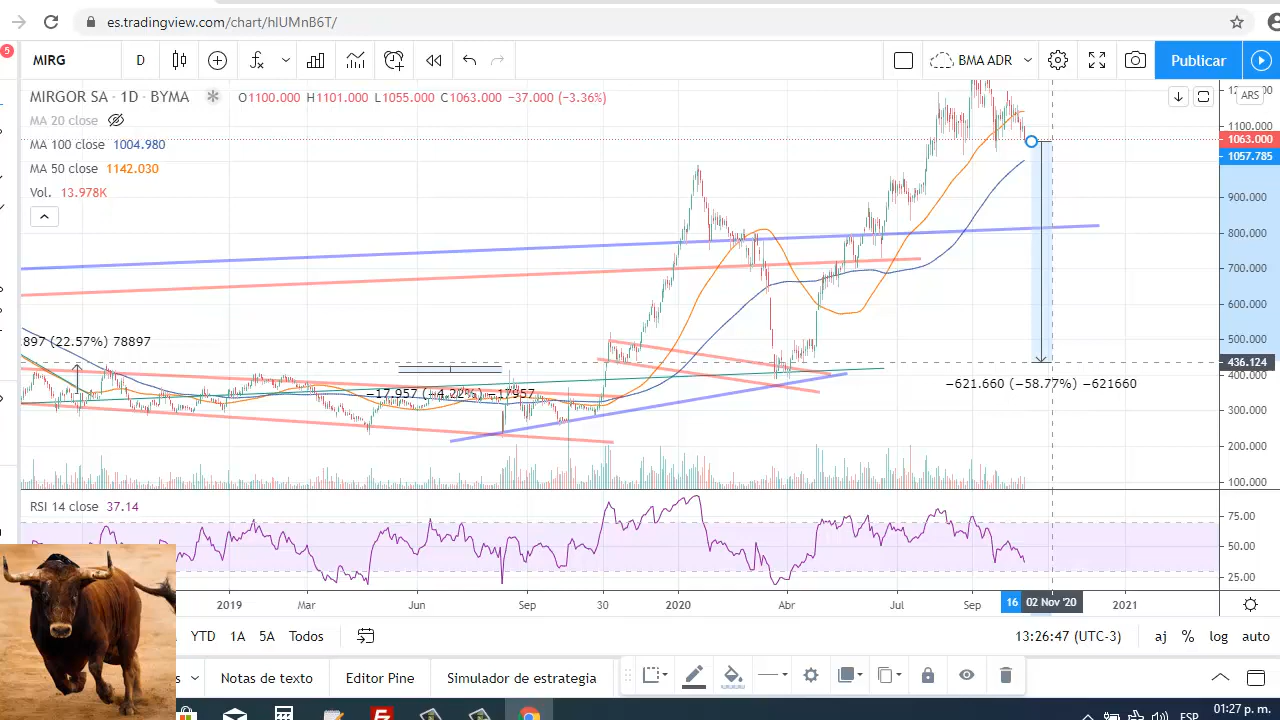 es.tradingview.com/chart/hIUMnB6T/
5
MIRG D BMA ADR Publicar
MIRGOR SA · 1D · BYMA O1100.000 H1101.000 L1055.000 C1063.000 −37.000 (−3.36%)
ARS
MA 20 close
MA 100 close 1004.980
MA 50 close 1142.030
Vol. 13.978K
1100.000
1063.000
1057.785
900.000
800.000
700.000
600.000
500.000
436.124
400.000
300.000
200.000
100.000
897 (22.57%) 78897
−17.957 (−4.22%) −17957
−621.660 (−58.77%) −621660
RSI 14 close 37.14
75.00
50.00
25.00
2019 Mar Jun Sep 30 2020 Abr Jul Sep 16 02 Nov '20 2021
YTD 1A 5A Todos 13:26:47 (UTC-3) aj % log auto
s Notas de texto Editor Pine Simulador de estrategia
ESP 01:27 p. m.